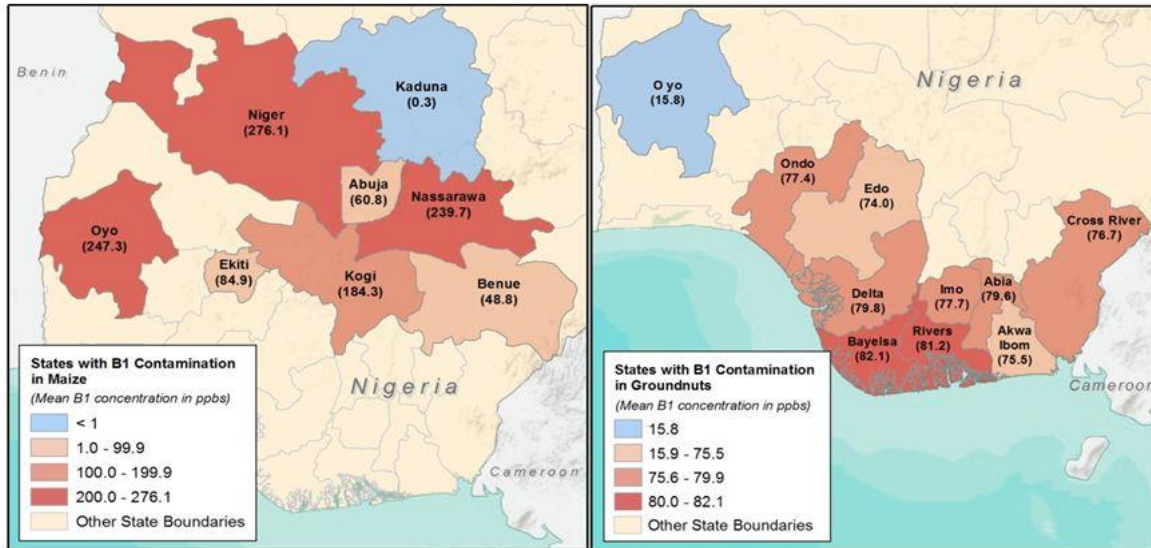 Benin
Kaduna
(0.3)
Niger
(276.1)
Abuja
(60.8)
Nassarawa
(239.7)
Oyo
(247.3)
Ekiti
(84.9)
Kogi
(184.3)
Benue
(48.8)
Nigeria
Cameroon
States with B1 Contamination
in Maize
(Mean B1 concentration in ppbs)
< 1
1.0 - 99.9
100.0 - 199.9
200.0 - 276.1
Other State Boundaries
O yo
(15.8)
Nigeria
Ondo
(77.4)
Edo
(74.0)
Cross River
(76.7)
Delta
(79.8)
Imo
(77.7)
Abia
(79.6)
Bayelsa
(82.1)
Rivers
(81.2)
Akwa
Ibom
(75.5)
Cameroon
States with B1 Contamination
in Groundnuts
(Mean B1 concentration in ppbs)
15.8
15.9 - 75.5
75.6 - 79.9
80.0 - 82.1
Other State Boundaries